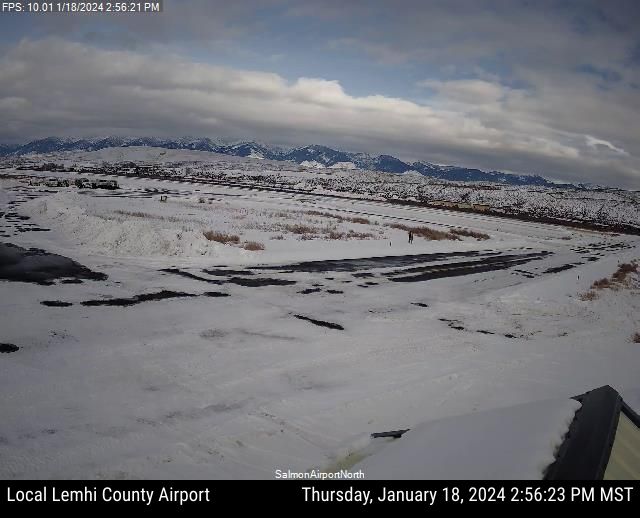 FPS: 10.01 1/18/2024 2:56:21 PM
SalmonAirportNorth
Local Lemhi County Airport
Thursday, January 18, 2024 2:56:23 PM MST